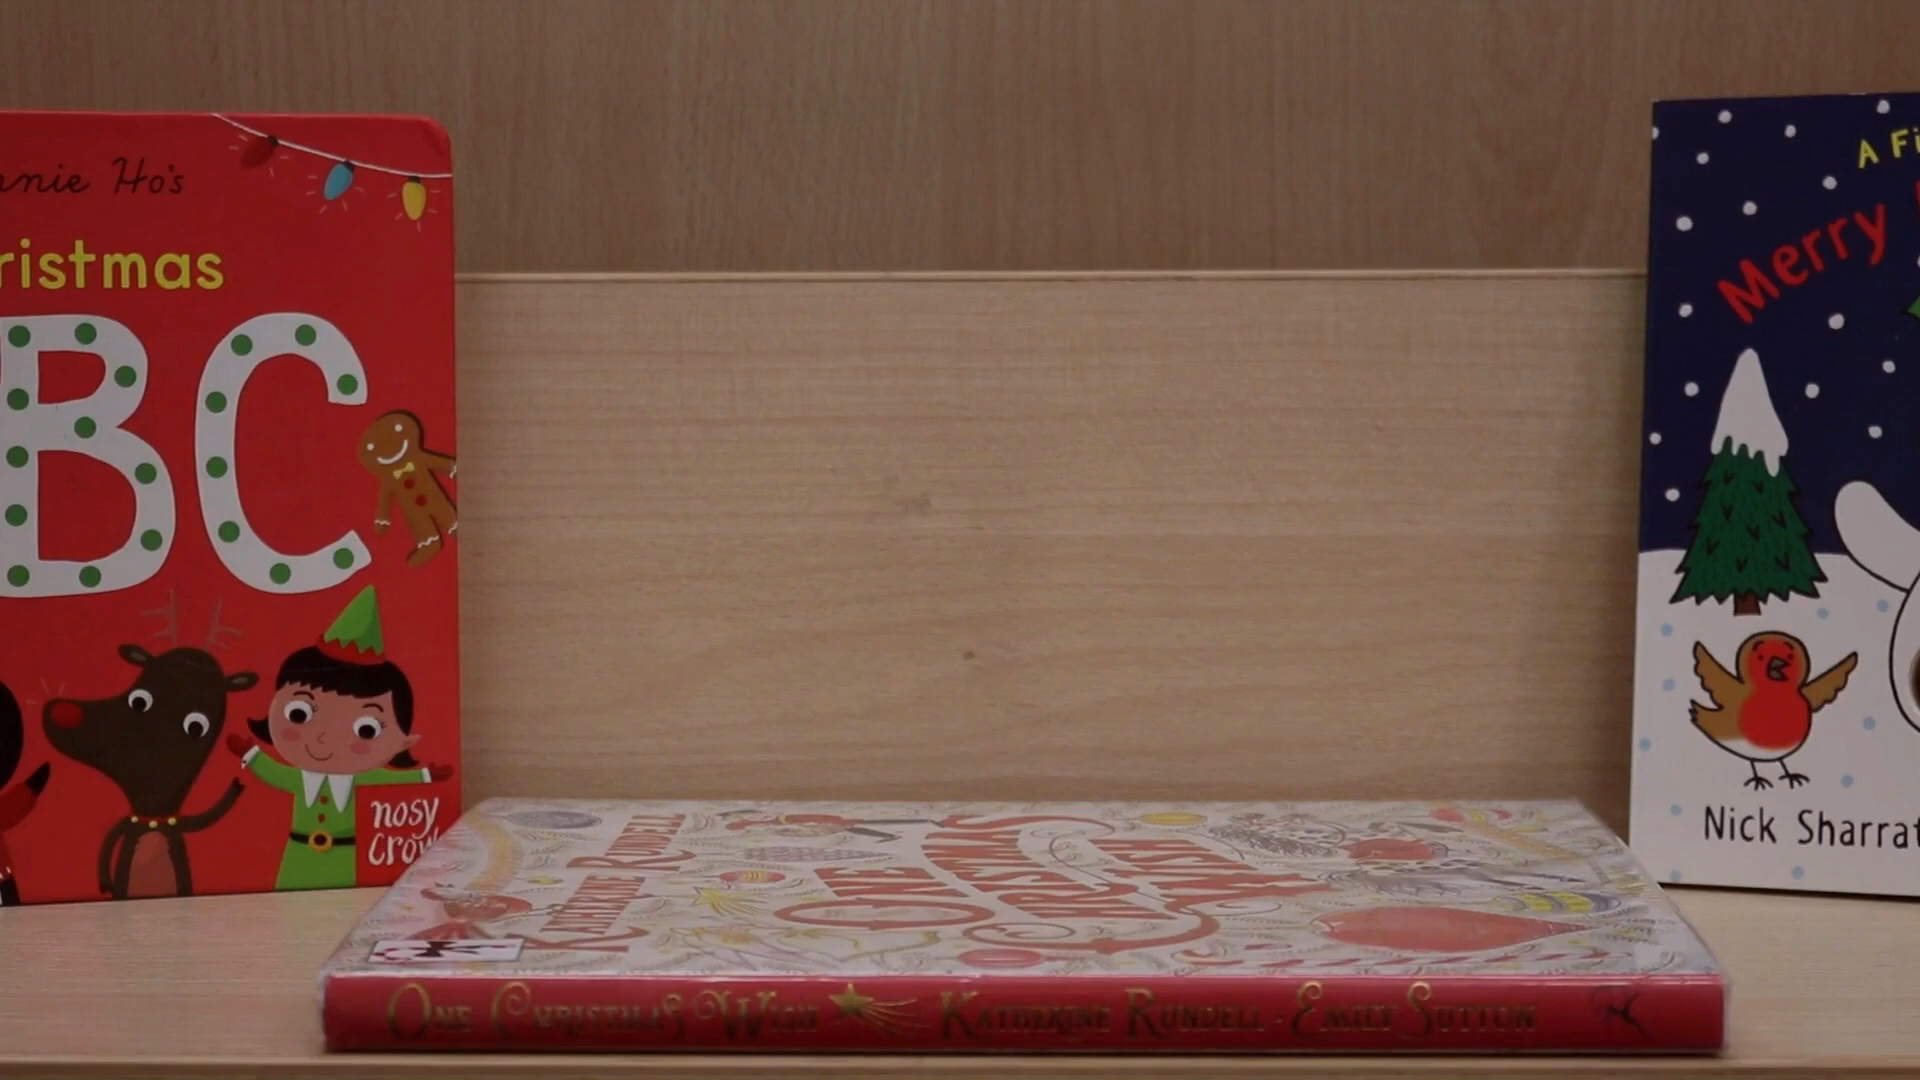 nnie Ho's
ristmas
BC
nosy
Crow
A Fi
Merry
Nick Sharrat
KATHERINE RUNDELL
ONE
CHRISTMAS
WISH
ONE CHRISTMAS WISH KATHERINE RUNDELL · EMILY SUTTON